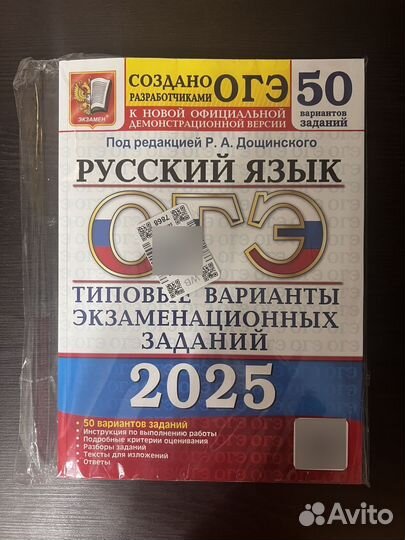 СОЗДАНО
РАЗРАБОТЧИКАМИ
ОГЭ
50
вариантов
заданий
К НОВОЙ ОФИЦИАЛЬНОЙ
ДЕМОНСТРАЦИОННОЙ ВЕРСИИ
ЭКЗАМЕН
Под редакцией Р. А. Дощинского
РУССКИЙ ЯЗЫК
ОГЭ
7666
WB
ТИПОВЫЕ ВАРИАНТЫ
ЭКЗАМЕНАЦИОННЫХ
ЗАДАНИЙ
2025
• 50 вариантов заданий
• Инструкция по выполнению работы
• Подробные критерии оценивания
• Разборы заданий
• Тексты для изложений
• Ответы
Avito